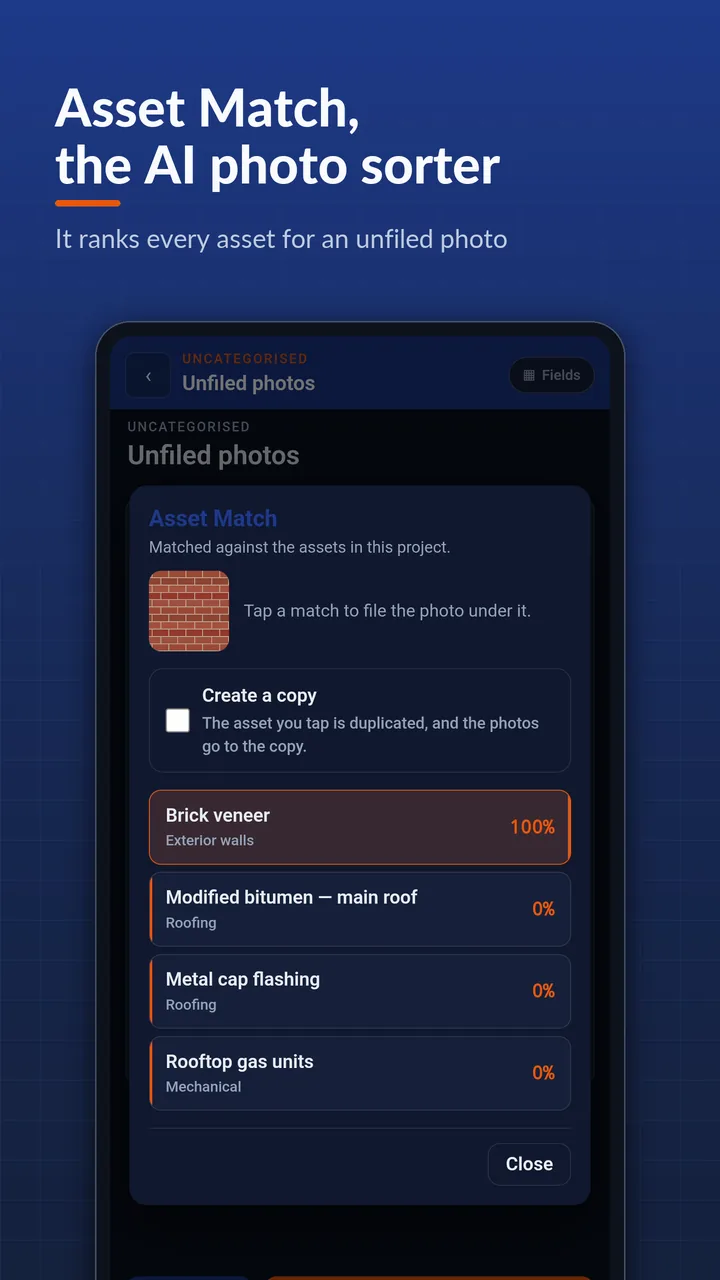 Asset Match,
the AI photo sorter
It ranks every asset for an unfiled photo
‹
UNCATEGORISED
Unfiled photos
▦ Fields
UNCATEGORISED
Unfiled photos
Asset Match
Matched against the assets in this project.
Tap a match to file the photo under it.
Create a copy
The asset you tap is duplicated, and the photos
go to the copy.
Brick veneer
Exterior walls
100%
Modified bitumen — main roof
Roofing
0%
Metal cap flashing
Roofing
0%
Rooftop gas units
Mechanical
0%
Close